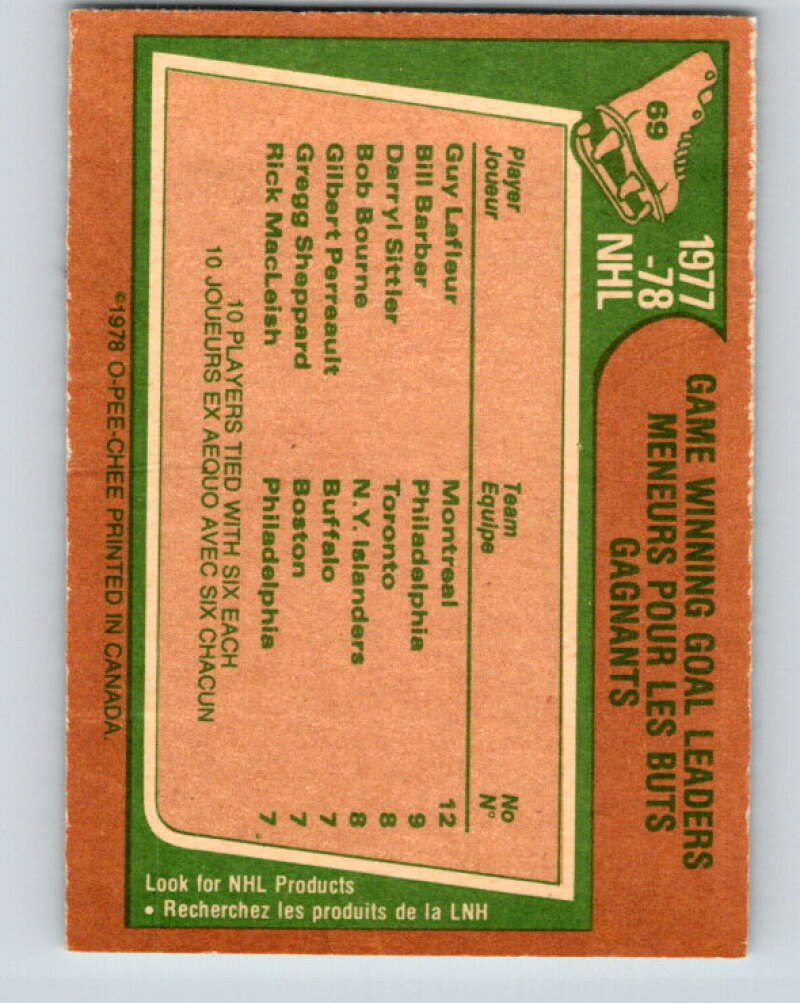 69
1977
-78
NHL
GAME WINNING GOAL LEADERS
MENEURS POUR LES BUTS
GAGNANTS
Player Team No
Joueur Equipe Nº
Guy Lafleur Montreal 12
Bill Barber Philadelphia 9
Darryl Sittler Toronto 8
Bob Bourne N.Y. Islanders 8
Gilbert Perreault Buffalo 7
Gregg Sheppard Boston 7
Rick MacLeish Philadelphia 7
10 PLAYERS TIED WITH SIX EACH
10 JOUEURS EX AEQUO AVEC SIX CHACUN
©1978 O-PEE-CHEE PRINTED IN CANADA.
Look for NHL Products
• Recherchez les produits de la LNH